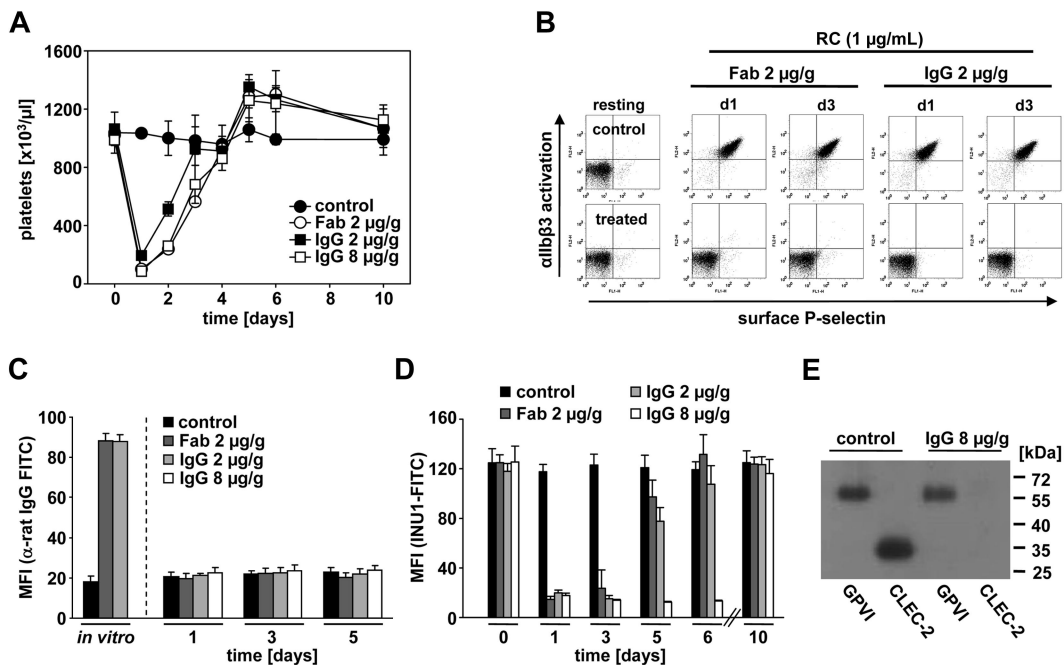 A
1600
1200
800
400
0
platelets [x10³/µl]
0 2 4 6 8 10
time [days]
control
Fab 2 µg/g
IgG 2 µg/g
IgG 8 µg/g
B
RC (1 µg/mL)
Fab 2 µg/g IgG 2 µg/g
resting d1 d3 d1 d3
control
treated
αIIbβ3 activation
surface P-selectin
FL2-H
FL1-H
C
100
80
60
40
20
0
MFI (α-rat IgG FITC)
control
Fab 2 µg/g
IgG 2 µg/g
IgG 8 µg/g
in vitro 1 3 5
time [days]
D
control IgG 2 µg/g
Fab 2 µg/g IgG 8 µg/g
160
120
80
40
0
MFI (INU1-FITC)
0 1 3 5 6 10
time [days]
E
control IgG 8 µg/g
[kDa]
72
55
40
35
25
GPVI CLEC-2 GPVI CLEC-2